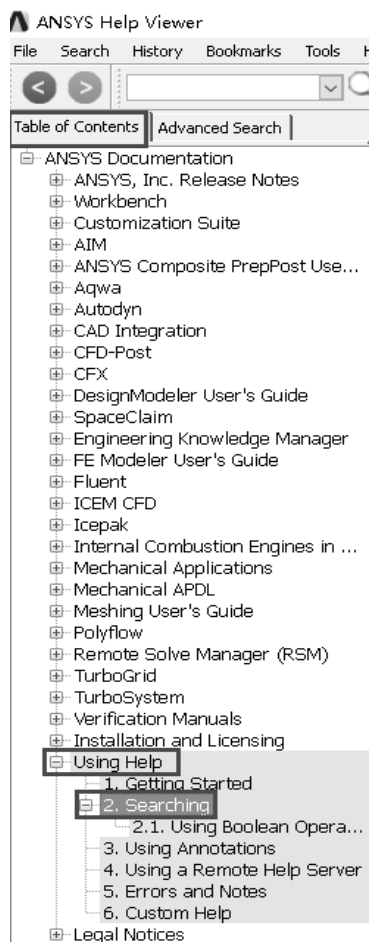 ANSYS Help Viewer
File Search History Bookmarks Tools H
Table of Contents Advanced Search
ANSYS Documentation
ANSYS, Inc. Release Notes
Workbench
Customization Suite
AIM
ANSYS Composite PrepPost Use...
Aqwa
Autodyn
CAD Integration
CFD-Post
CFX
DesignModeler User's Guide
SpaceClaim
Engineering Knowledge Manager
FE Modeler User's Guide
Fluent
ICEM CFD
Icepak
Internal Combustion Engines in ...
Mechanical Applications
Mechanical APDL
Meshing User's Guide
Polyflow
Remote Solve Manager (RSM)
TurboGrid
TurboSystem
Verification Manuals
Installation and Licensing
Using Help
1. Getting Started
2. Searching
2.1. Using Boolean Opera...
3. Using Annotations
4. Using a Remote Help Server
5. Errors and Notes
6. Custom Help
Legal Notices